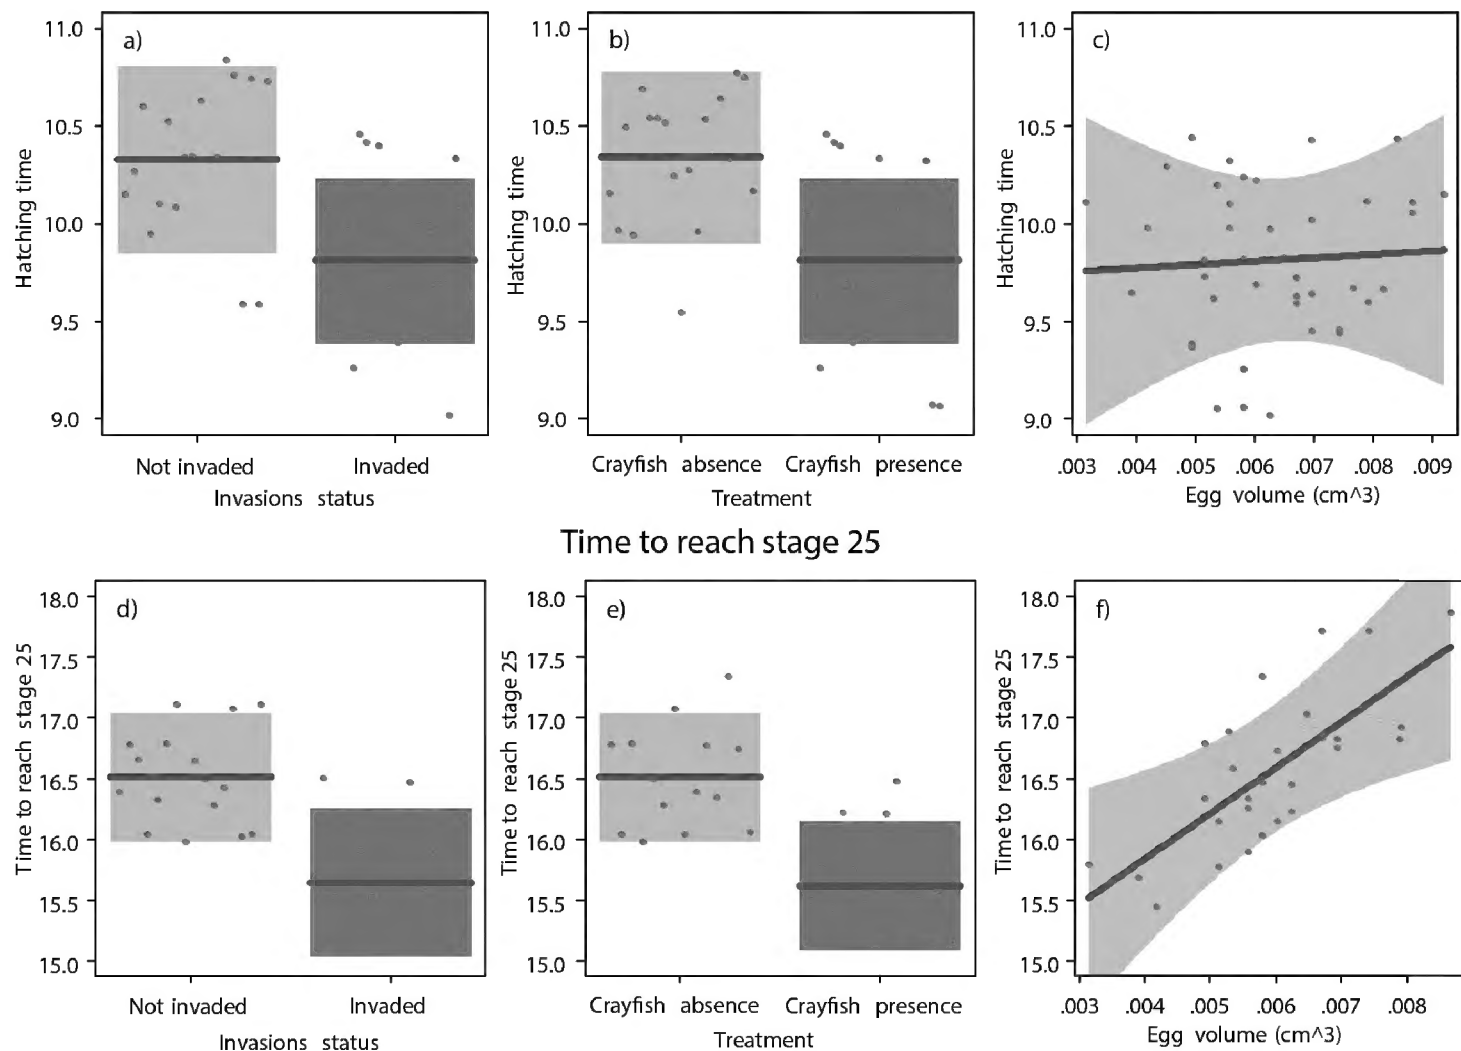 a)
Hatching time
11.0
10.5
10.0
9.5
9.0
Not invaded
Invaded
Invasions status
b)
Hatching time
11.0
10.5
10.0
9.5
9.0
Crayfish absence
Crayfish presence
Treatment
c)
Hatching time
11.0
10.5
10.0
9.5
9.0
.003 .004 .005 .006 .007 .008 .009
Egg volume (cm^3)
Time to reach stage 25
d)
Time to reach stage 25
18.0
17.5
17.0
16.5
16.0
15.5
15.0
Not invaded
Invaded
Invasions status
e)
Time to reach stage 25
18.0
17.5
17.0
16.5
16.0
15.5
15.0
Crayfish absence
Crayfish presence
Treatment
f)
Time to reach stage 25
18.0
17.5
17.0
16.5
16.0
15.5
15.0
.003 .004 .005 .006 .007 .008
Egg volume (cm^3)